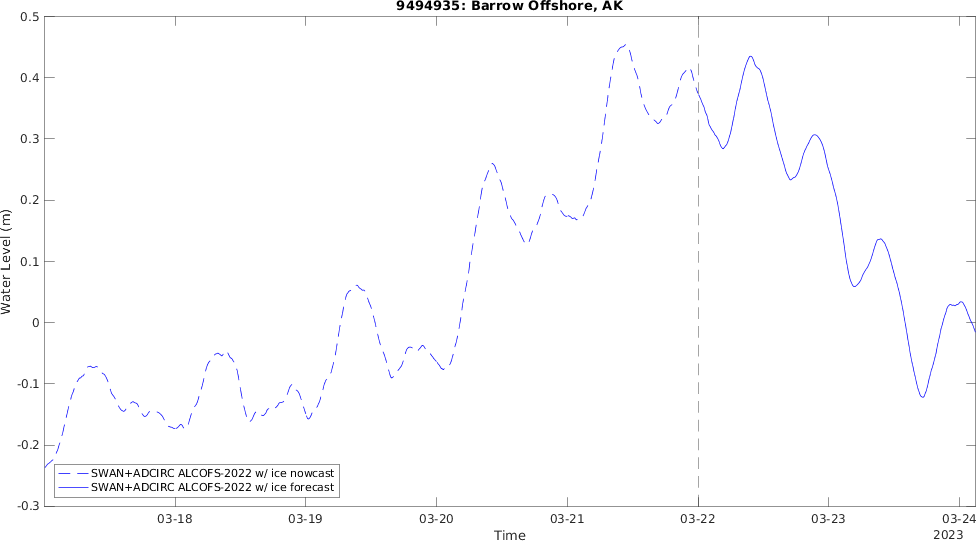 9494935: Barrow Offshore, AK
0.5
0.4
0.3
0.2
0.1
0
-0.1
-0.2
-0.3
Water Level (m)
SWAN+ADCIRC ALCOFS-2022 w/ ice nowcast
SWAN+ADCIRC ALCOFS-2022 w/ ice forecast
03-18 03-19 03-20 03-21 03-22 03-23 03-24
Time
2023